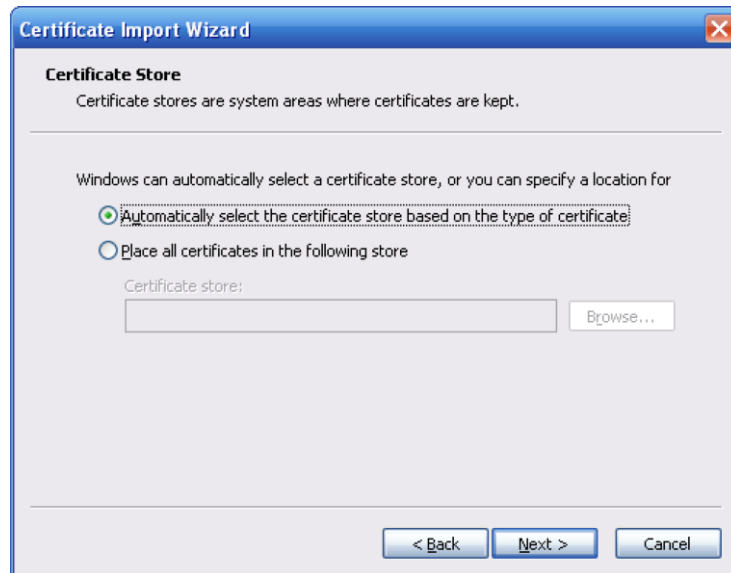 Certificate Import Wizard
Certificate Store
Certificate stores are system areas where certificates are kept.
Windows can automatically select a certificate store, or you can specify a location for
Automatically select the certificate store based on the type of certificate
Place all certificates in the following store
Certificate store:
Browse...
< Back Next > Cancel